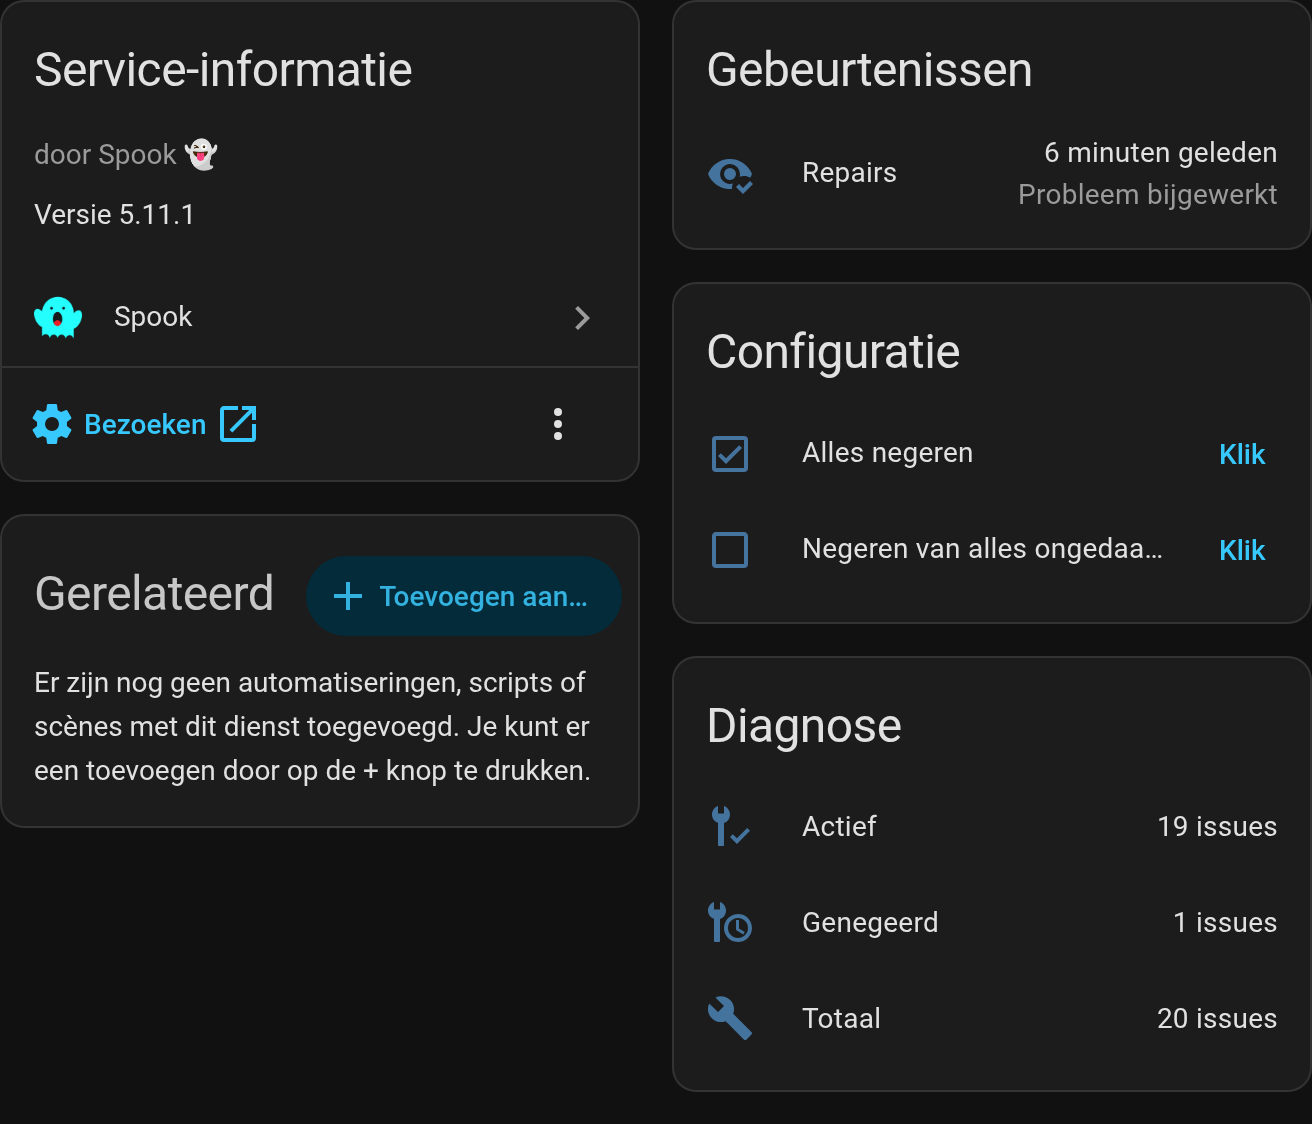 Service-informatie
door Spook 👻
Versie 5.11.1
Spook
Bezoeken
Gerelateerd
Toevoegen aan...
Er zijn nog geen automatiseringen, scripts of
scènes met dit dienst toegevoegd. Je kunt er
een toevoegen door op de + knop te drukken.
Gebeurtenissen
Repairs
6 minuten geleden
Probleem bijgewerkt
Configuratie
Alles negeren Klik
Negeren van alles ongedaa... Klik
Diagnose
Actief 19 issues
Genegeerd 1 issues
Totaal 20 issues